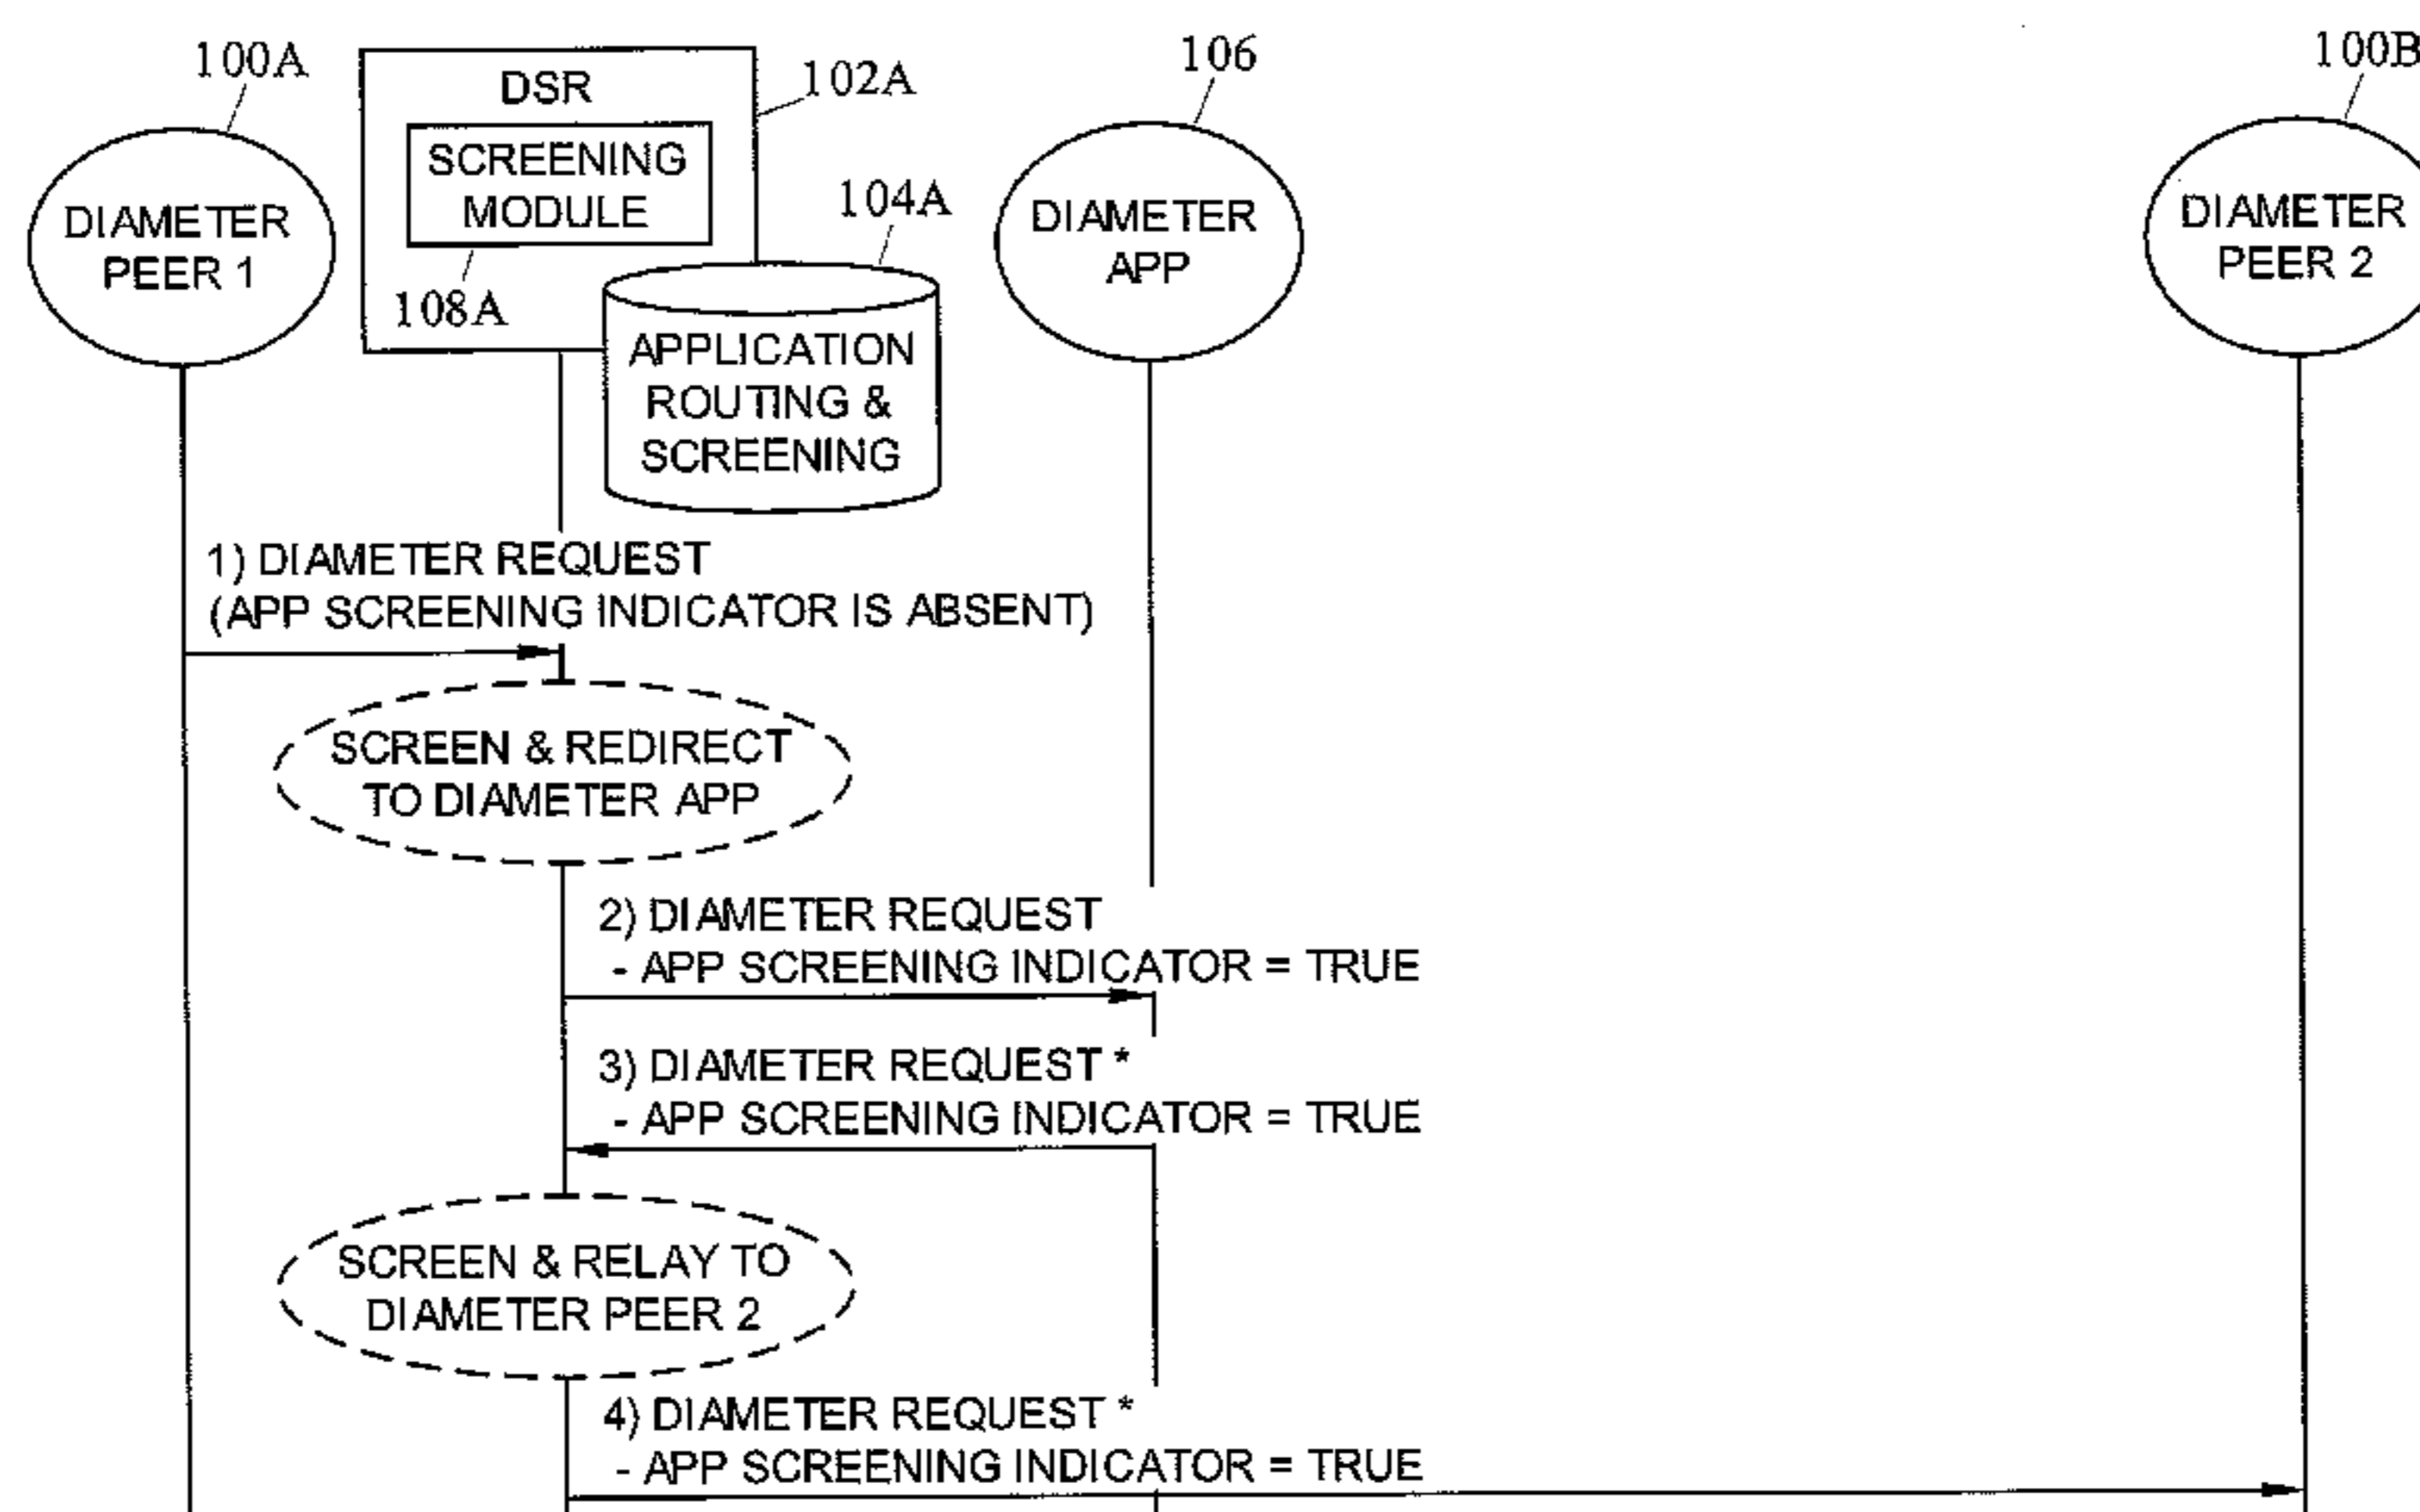 100A
DSR
102A
106
100B
SCREENING
MODULE
104A
108A
DIAMETER
PEER 1
DIAMETER
APP
DIAMETER
PEER 2
APPLICATION
ROUTING &
SCREENING
1) DIAMETER REQUEST
(APP SCREENING INDICATOR IS ABSENT)
SCREEN & REDIRECT
TO DIAMETER APP
2) DIAMETER REQUEST
- APP SCREENING INDICATOR = TRUE
3) DIAMETER REQUEST *
- APP SCREENING INDICATOR = TRUE
SCREEN & RELAY TO
DIAMETER PEER 2
4) DIAMETER REQUEST *
- APP SCREENING INDICATOR = TRUE